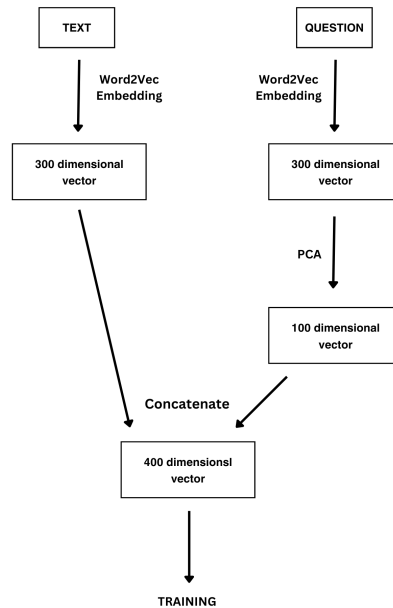 TEXT
QUESTION
Word2Vec
Embedding
Word2Vec
Embedding
300 dimensional
vector
300 dimensional
vector
PCA
100 dimensional
vector
Concatenate
400 dimensionsl
vector
TRAINING